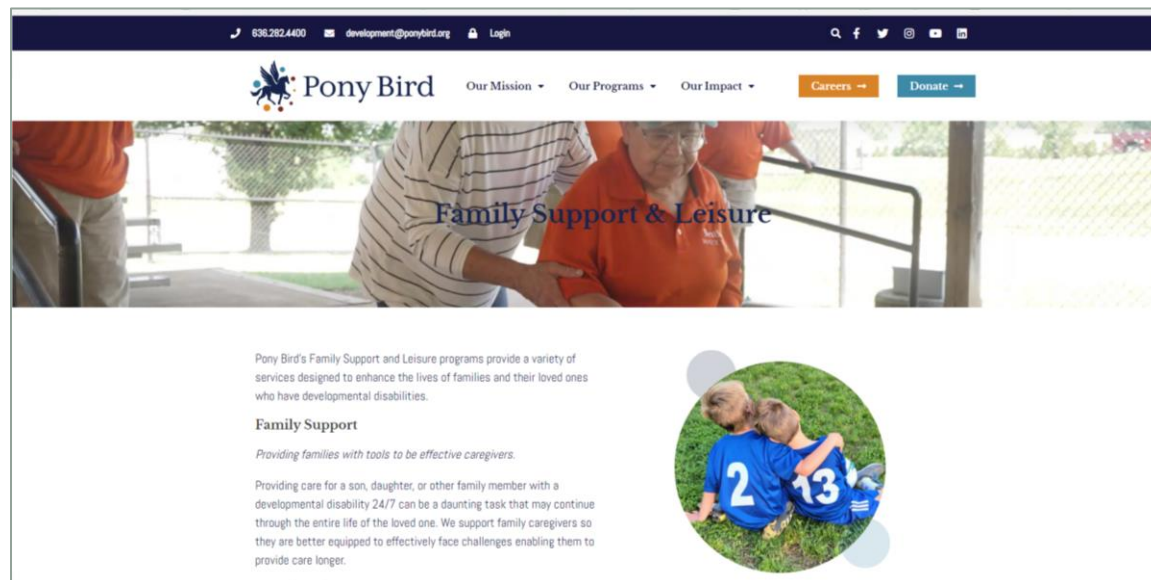 636.282.4400 development@ponybird.org Login
Pony Bird Our Mission Our Programs Our Impact Careers → Donate →
Family Support & Leisure
Pony Bird's Family Support and Leisure programs provide a variety of
services designed to enhance the lives of families and their loved ones
who have developmental disabilities.
Family Support
Providing families with tools to be effective caregivers.
Providing care for a son, daughter, or other family member with a
developmental disability 24/7 can be a daunting task that may continue
through the entire life of the loved one. We support family caregivers so
they are better equipped to effectively face challenges enabling them to
provide care longer.
2
13